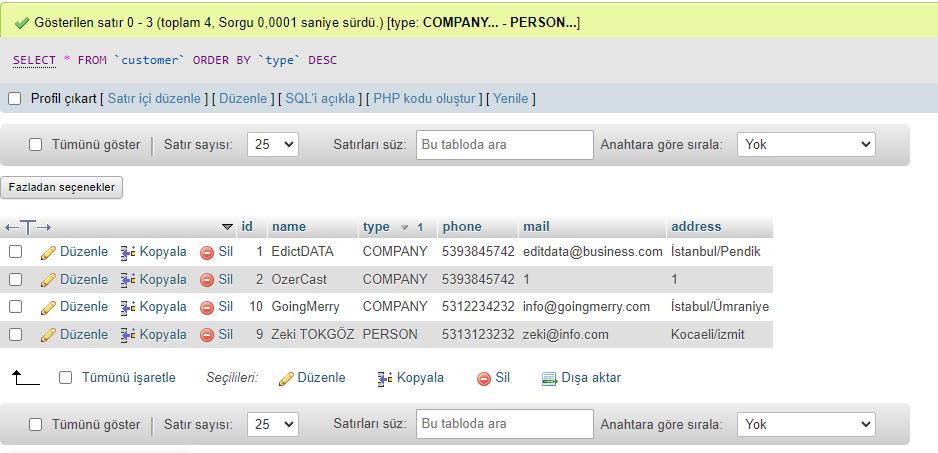 Gösterilen satır 0 - 3 (toplam 4, Sorgu 0,0001 saniye sürdü.) [type: COMPANY... - PERSON...]
SELECT * FROM `customer` ORDER BY `type` DESC
Profil çıkart [ Satır içi düzenle ] [ Düzenle ] [ SQL'i açıkla ] [ PHP kodu oluştur ] [ Yenile ]
Tümünü göster Satır sayısı: 25 Satırları süz: Bu tabloda ara Anahtara göre sırala: Yok
Fazladan seçenekler
id name type 1 phone mail address
Düzenle Kopyala Sil 1 EdictDATA COMPANY 5393845742 editdata@business.com İstanbul/Pendik
Düzenle Kopyala Sil 2 OzerCast COMPANY 5393845742 1 1
Düzenle Kopyala Sil 10 GoingMerry COMPANY 5312234232 info@goingmerry.com İstabul/Ümraniye
Düzenle Kopyala Sil 9 Zeki TOKGÖZ PERSON 5313123232 zeki@info.com Kocaeli/izmit
Tümünü işaretle Seçilileri: Düzenle Kopyala Sil Dışa aktar
Tümünü göster Satır sayısı: 25 Satırları süz: Bu tabloda ara Anahtara göre sırala: Yok